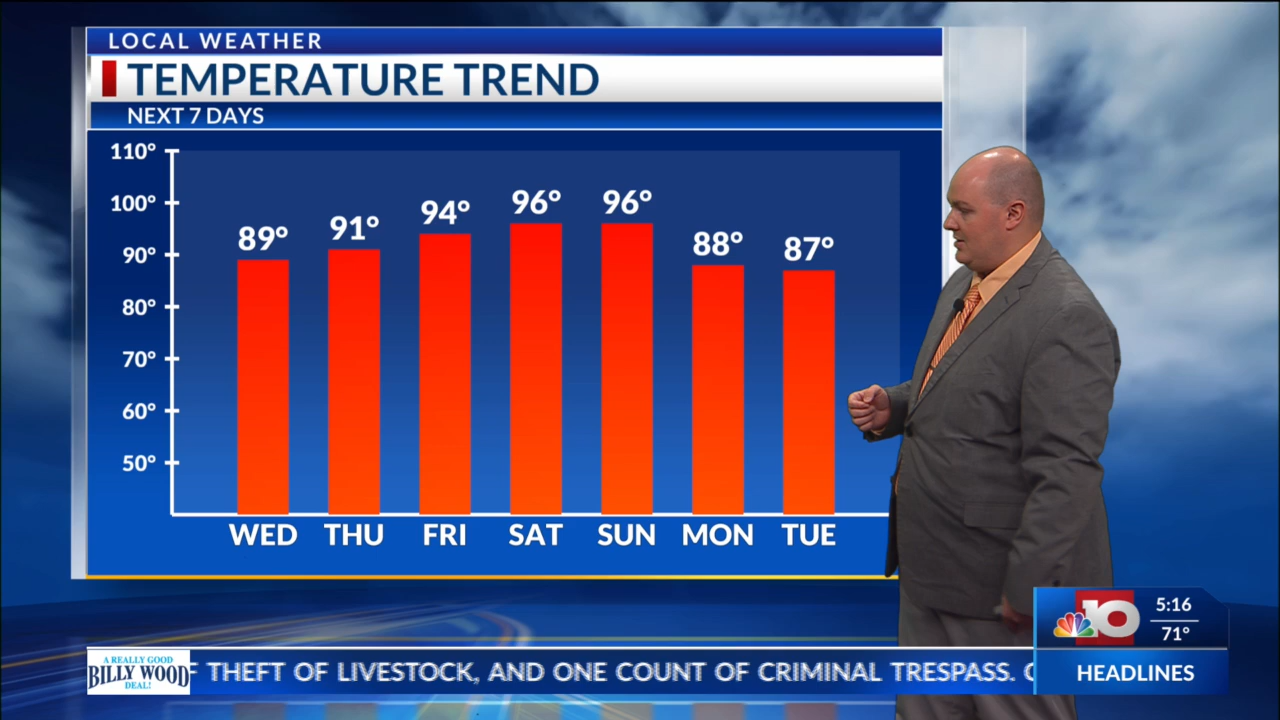 LOCAL WEATHER
TEMPERATURE TREND
NEXT 7 DAYS
110°
100°
90°
80°
70°
60°
50°
89°
91°
94°
96°
96°
88°
87°
WED THU FRI SAT SUN MON TUE
10
5:16
71°
HEADLINES
A REALLY GOOD
BILLY WOOD
DEAL!
THEFT OF LIVESTOCK, AND ONE COUNT OF CRIMINAL TRESPASS.